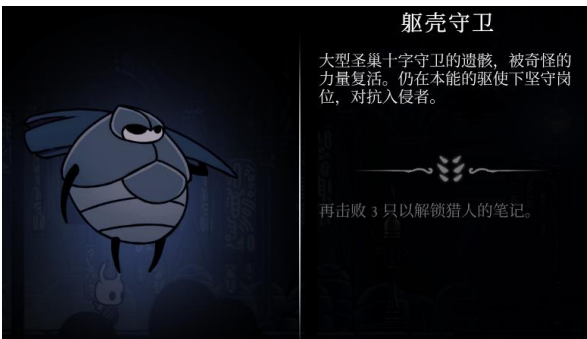 躯壳守卫
大型圣巢十字守卫的遗骸，被奇怪的
力量复活。仍在本能的驱使下坚守岗
位，对抗入侵者。
再击败 3 只以解锁猎人的笔记。